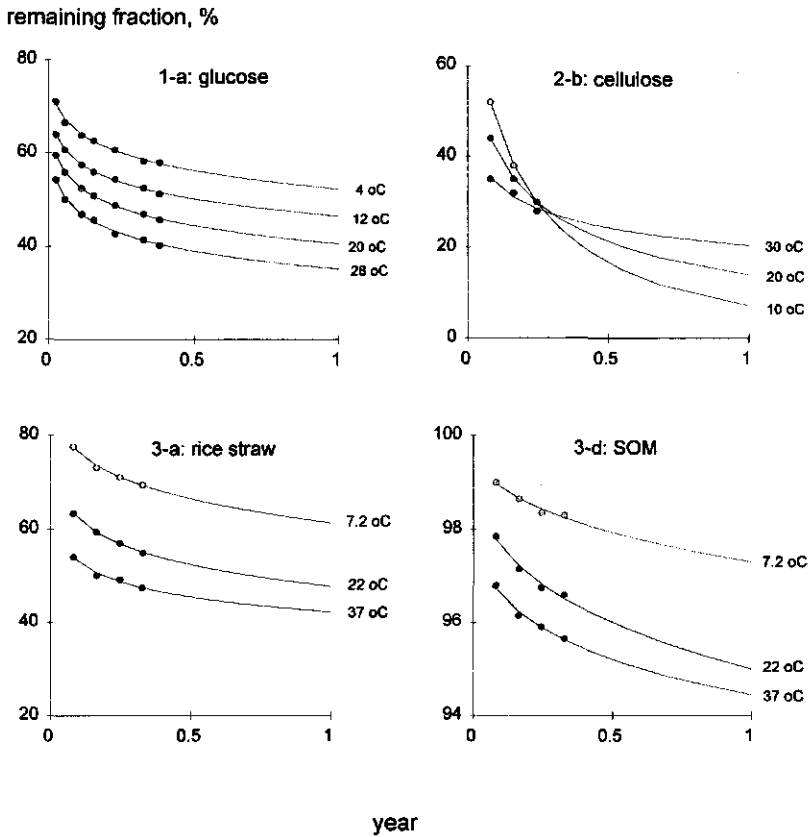 remaining fraction, %
80
60
40
20
0
0.5
1
1-a: glucose
4 oC
12 oC
20 oC
28 oC
60
40
20
0
0
0.5
1
2-b: cellulose
30 oC
20 oC
10 oC
80
60
40
20
0
0.5
1
3-a: rice straw
7.2 oC
22 oC
37 oC
100
98
96
94
0
0.5
1
3-d: SOM
7.2 oC
22 oC
37 oC
year